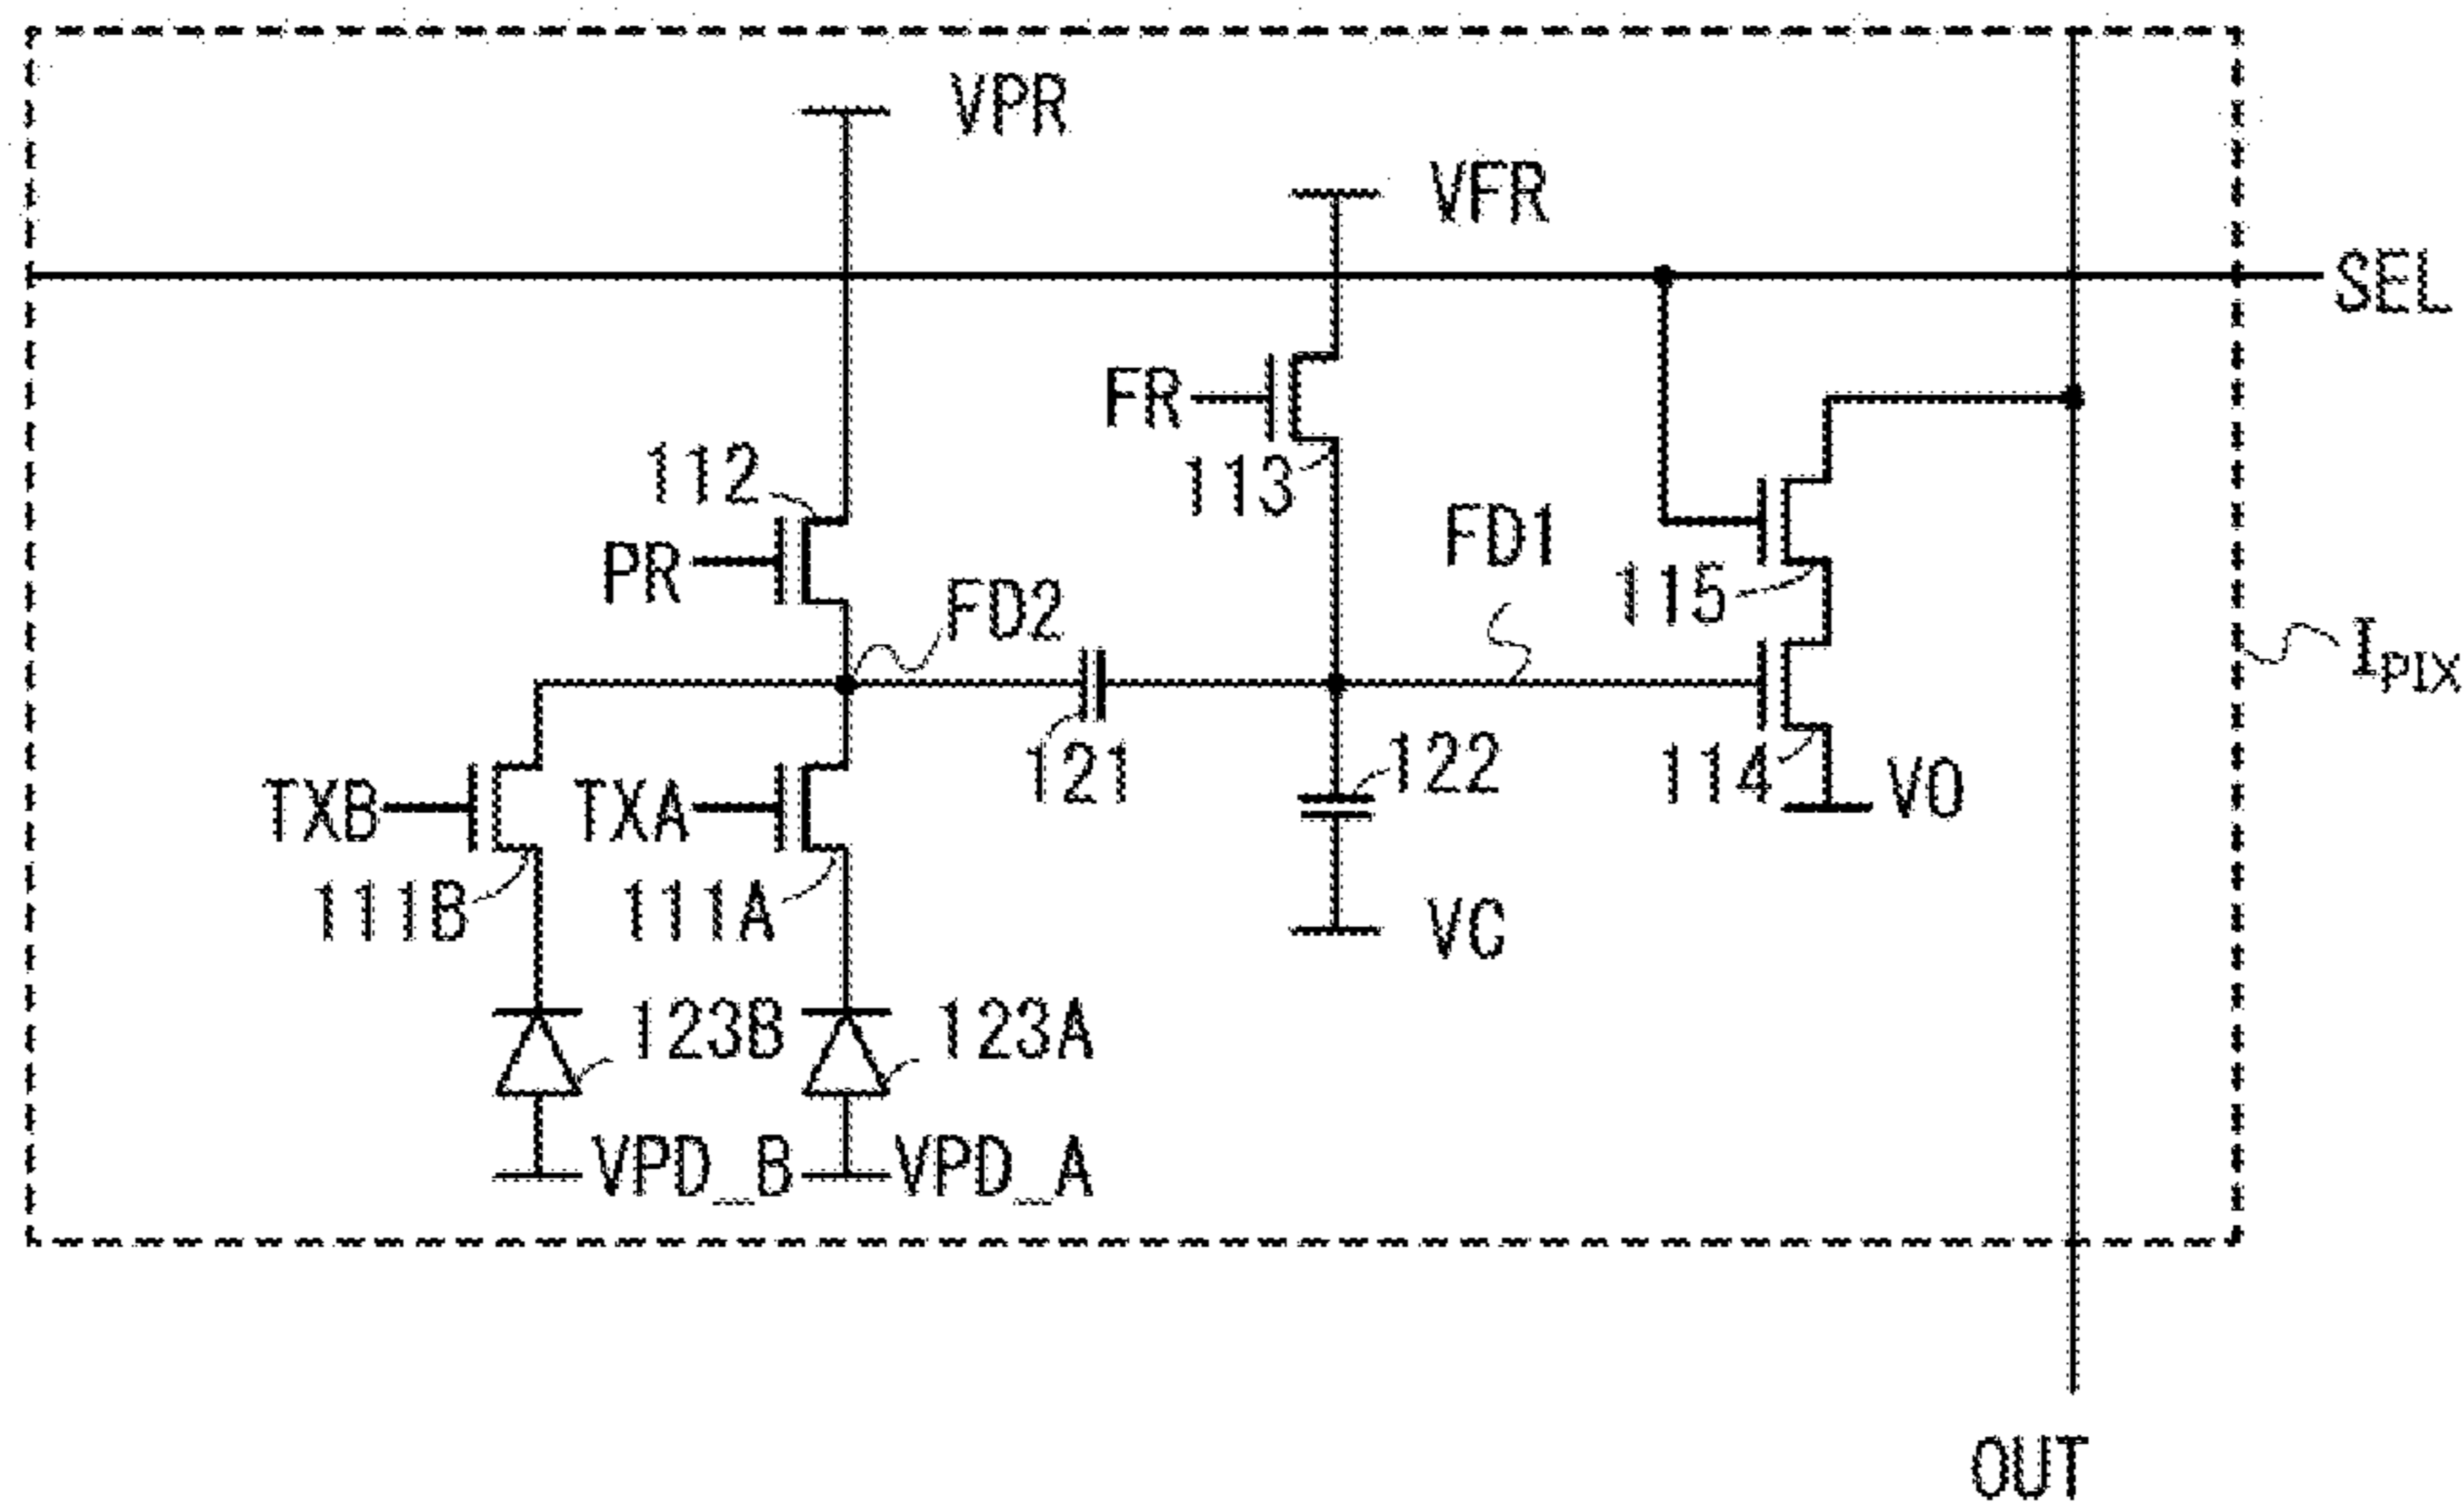 VPR
VFR
SEL
FR
112
113
FD1
PR
FD2
115
I_PIX
121
122
114
VO
TXB
TXA
111B
111A
VC
123B
123A
VPD_B
VPD_A
OUT